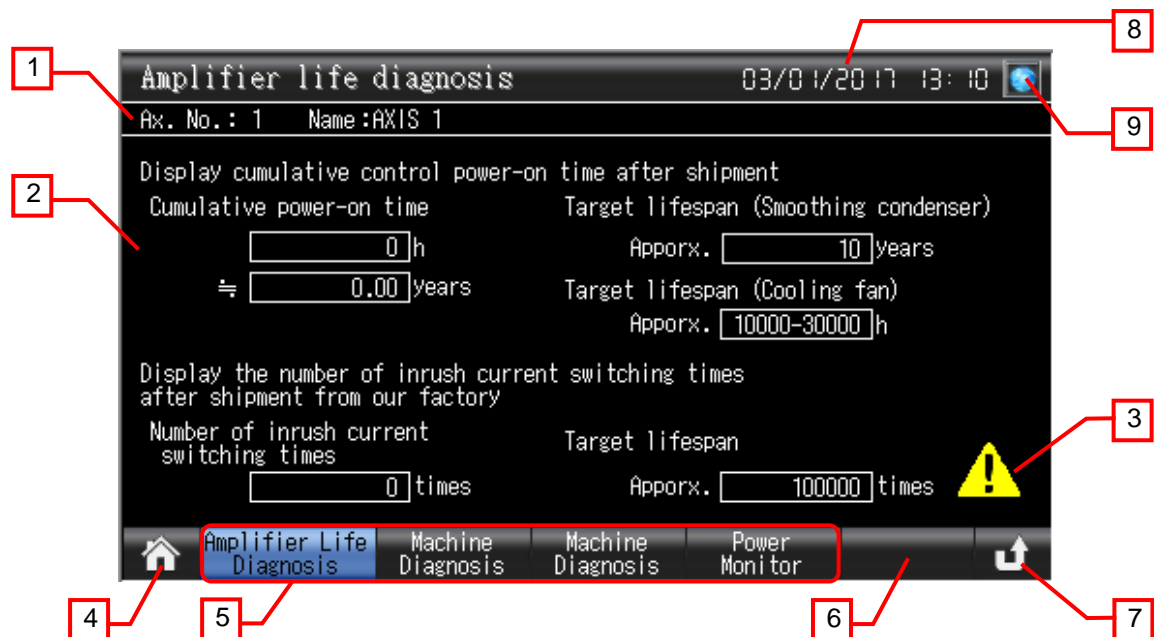 8
1
Amplifier life diagnosis 03/01/2017 13:10
Ax. No.: 1 Name:AXIS 1
9
Display cumulative control power-on time after shipment
2
Cumulative power-on time Target lifespan (Smoothing condenser)
0 h Apporx. 10 years
≒ 0.00 years Target lifespan (Cooling fan)
Apporx. 10000-30000 h
Display the number of inrush current switching times
after shipment from our factory
3
Number of inrush current
switching times Target lifespan
0 times Apporx. 100000 times
Amplifier Life Machine Machine Power
Diagnosis Diagnosis Diagnosis Monitor
4 5 6 7